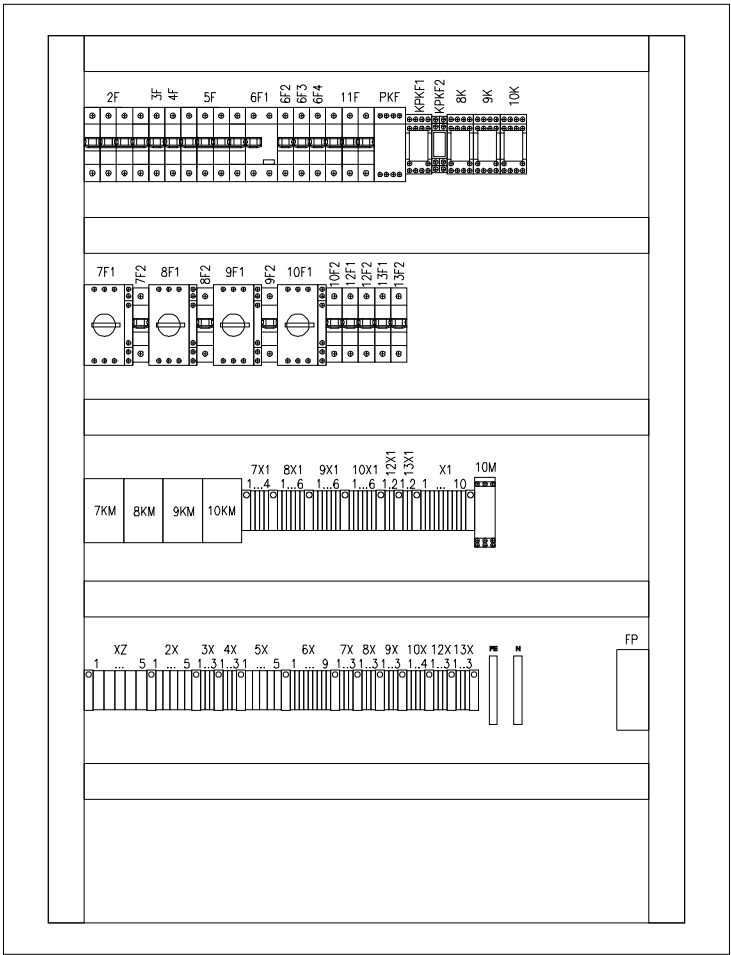 2F 3F 4F 5F 6F1 6F2 6F3 6F4 11F PKF KPKF1 KPKF2 8K 9K 10K
7F1 7F2 8F1 8F2 9F1 9F2 10F1 10F2 12F1 12F2 13F1 13F2
7X1 8X1 9X1 10X1 12X1 13X1 X1 10M
1...4 1...6 1...6 1...6 1.2 1.2 1 ... 10
7KM 8KM 9KM 10KM
FP
XZ 2X 3X 4X 5X 6X 7X 8X 9X 10X 12X 13X PE N
1 ... 5 1 ... 5 1...3 1...3 1 ... 5 1 ... 9 1...3 1...3 1...3 1...4 1...3 1...3